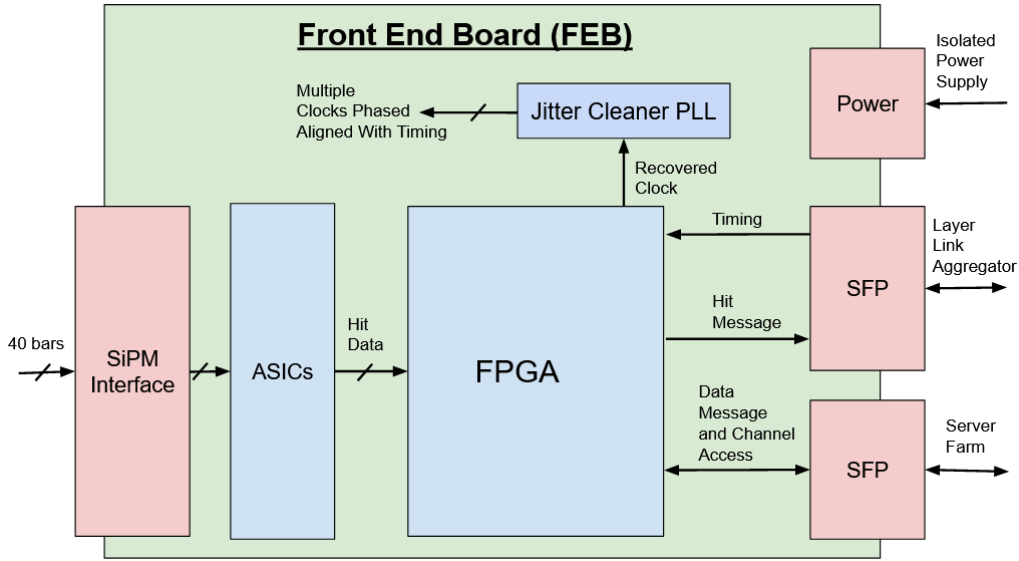 Front End Board (FEB)
Isolated
Power
Supply
Power
Multiple
Clocks Phased
Aligned With Timing
Jitter Cleaner PLL
Recovered
Clock
Timing
Layer
Link
Aggregator
SFP
Hit
Message
40 bars
SiPM
Interface
ASICs
Hit
Data
FPGA
Data
Message
and Channel
Access
SFP
Server
Farm